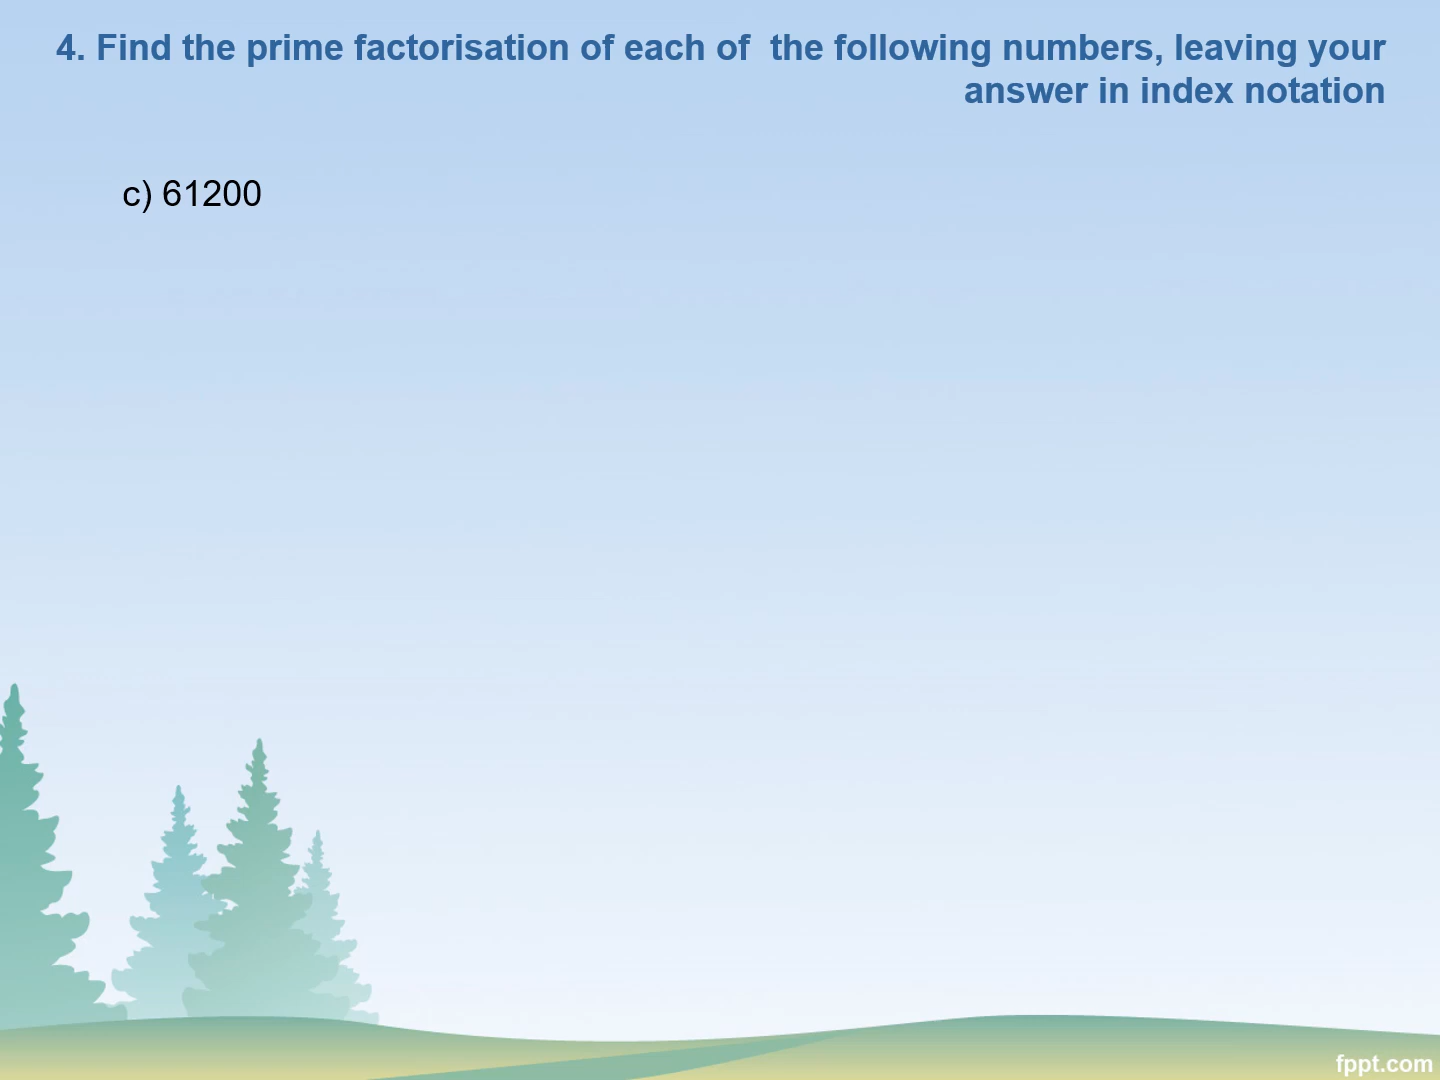 4. Find the prime factorisation of each of  the following numbers, leaving your
answer in index notation
c) 61200
fppt.com